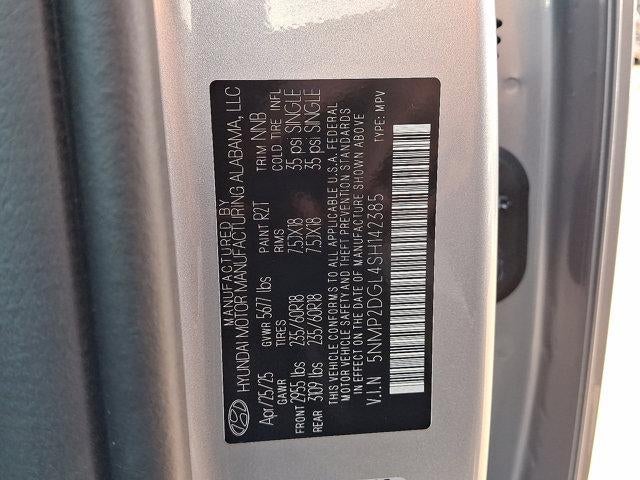 MANUFACTURED BY
HYUNDAI MOTOR MANUFACTURING ALABAMA, LLC
Apr/25/25 GVWR 5677 lbs PAINT R2T TRIM NNB
GAWR TIRES RIMS COLD TIRE INFL
FRONT 2955 lbs 235/60R18 7.5JX18 35 psi SINGLE
REAR 3109 lbs 235/60R18 7.5JX18 35 psi SINGLE
THIS VEHICLE CONFORMS TO ALL APPLICABLE U.S.A. FEDERAL
MOTOR VEHICLE SAFETY AND THEFT PREVENTION STANDARDS
IN EFFECT ON THE DATE OF MANUFACTURE SHOWN ABOVE
V.I.N 5NMP2DGL4SH142385 TYPE: MPV